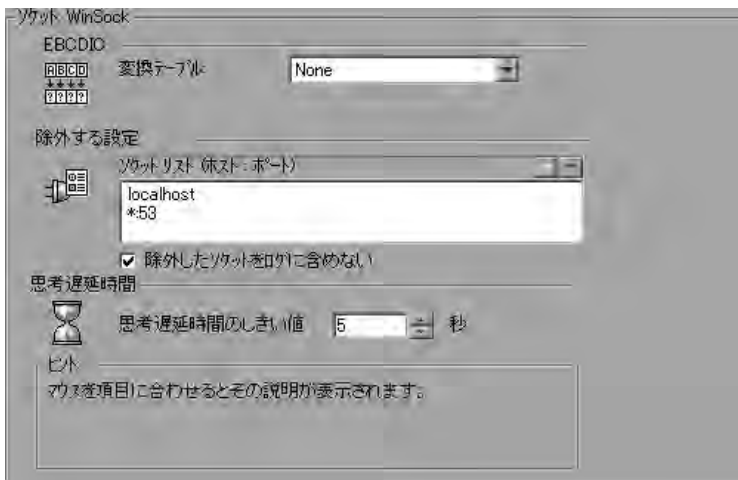 ソケット WinSock
EBCDIC
ABCD
????
変換テーブル
None
除外する設定
ソケット リスト (ホスト : ポート)
localhost
*:53
除外したソケットをログに含めない
思考遅延時間
思考遅延時間のしきい値 5 秒
ヒント
マウスを項目に合わせるとその説明が表示されます。